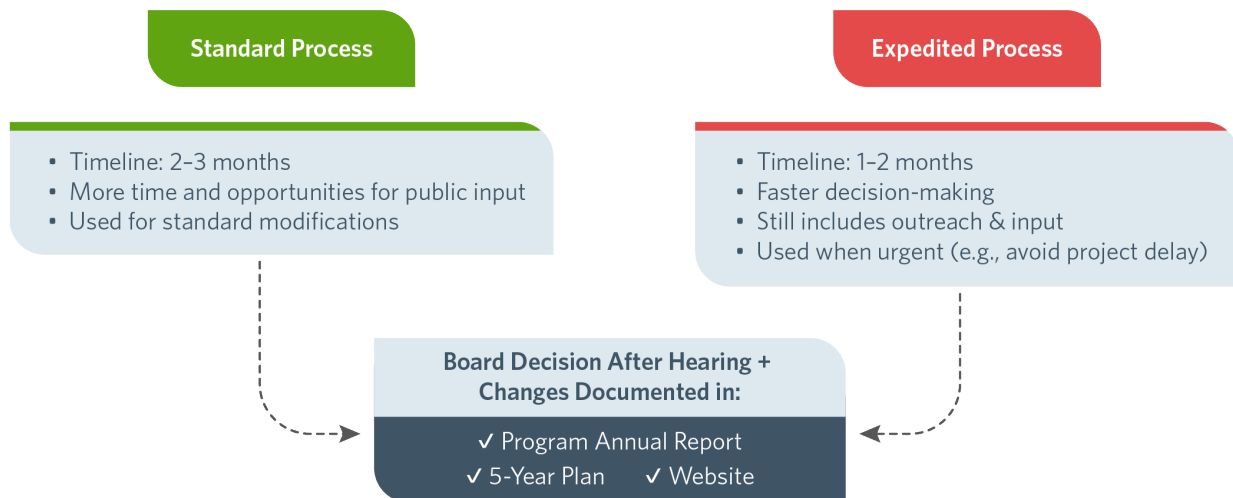 Standard Process
• Timeline: 2–3 months
• More time and opportunities for public input
• Used for standard modifications
Expedited Process
• Timeline: 1–2 months
• Faster decision-making
• Still includes outreach & input
• Used when urgent (e.g., avoid project delay)
Board Decision After Hearing +
Changes Documented in:
✓ Program Annual Report
✓ 5-Year Plan ✓ Website